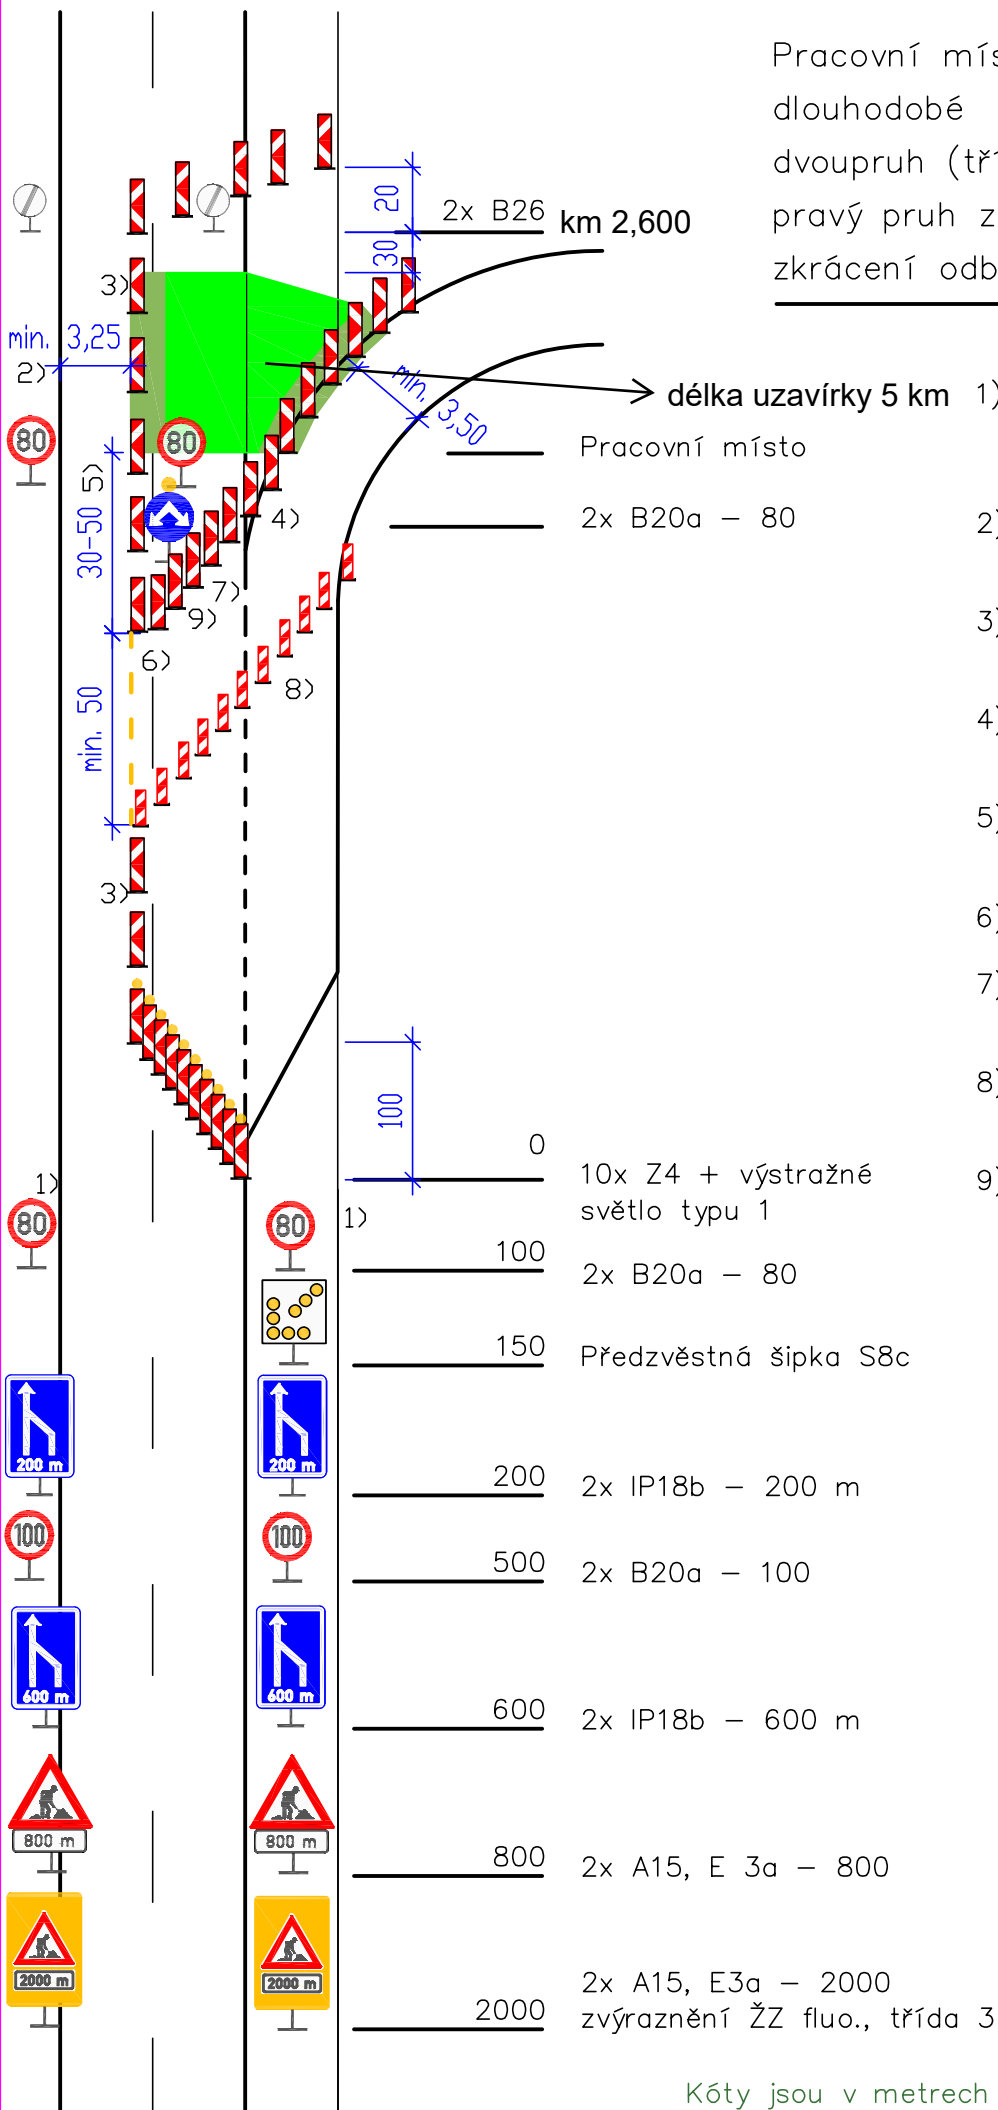 Pracovní mís
dlouhodobé
dvoupruh (tří
pravý pruh z
zkrácení odb
20
2x B26
km 2,600
30
3)
min. 3,25
2)
min. 3,50
délka uzavírky 5 km
1)
80
80
Pracovní místo
5)
30-50
4)
2x B20a – 80
2)
7)
9)
3)
6)
8)
min. 50
4)
5)
3)
6)
7)
100
8)
0
10x Z4 + výstražné
světlo typu 1
9)
1)
80
80
1)
100
2x B20a – 80
150
Předzvěstná šipka S8c
200 m
200 m
200
2x IP18b – 200 m
100
100
500
2x B20a – 100
600 m
600 m
600
2x IP18b – 600 m
800 m
800 m
800
2x A15, E 3a – 800
2000 m
2000 m
2000
2x A15, E3a – 2000
zvýraznění ŽZ fluo., třída 3
Kóty jsou v metrech